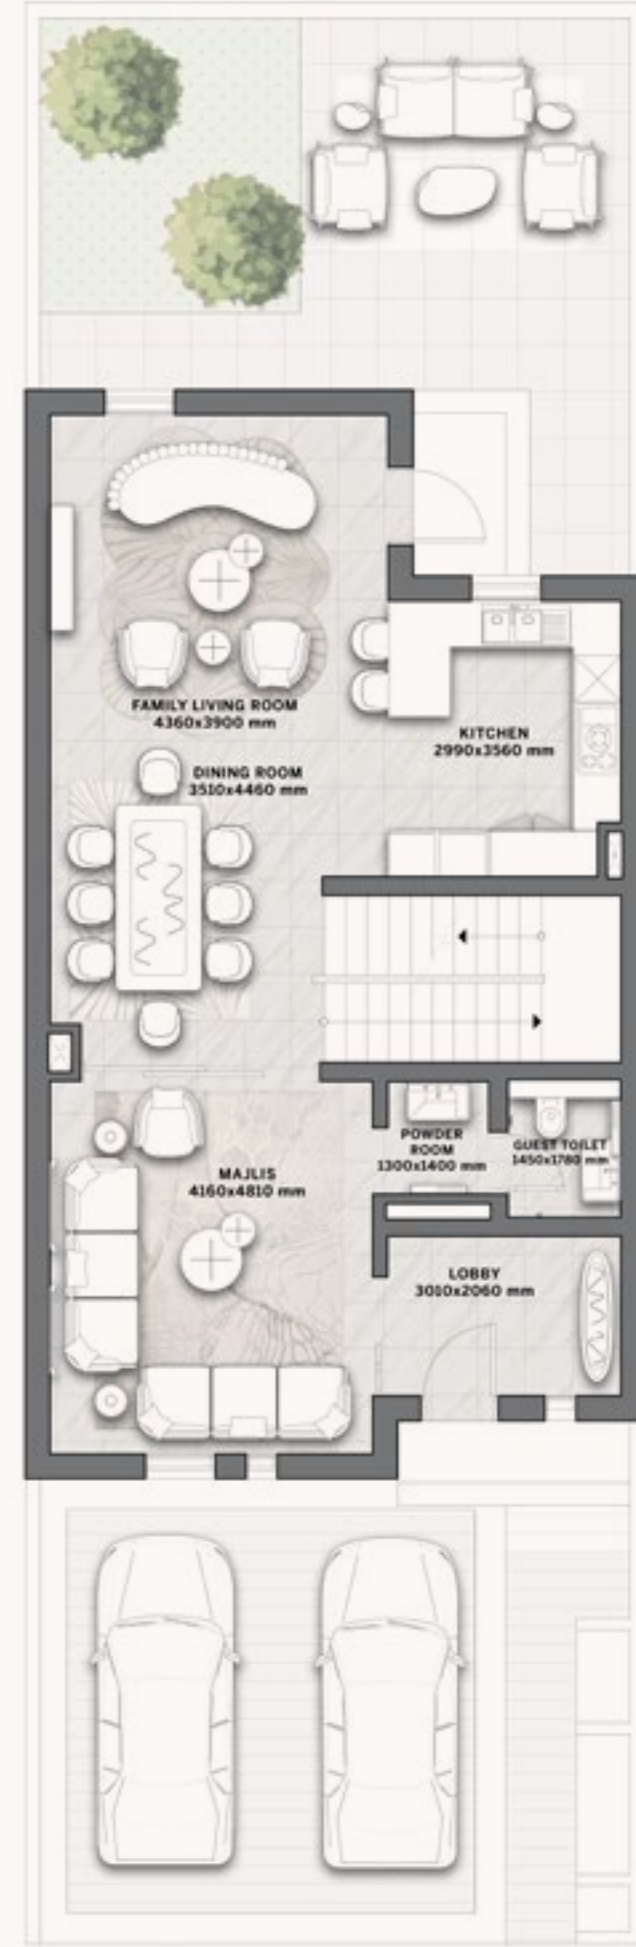 FAMILY LIVING ROOM
4360x3900 mm
KITCHEN
2990x3560 mm
DINING ROOM
3510x4460 mm
POWDER
ROOM
1300x1400 mm
GUEST TOILET
1450x1780 mm
MAJLIS
4160x4810 mm
LOBBY
3010x2060 mm